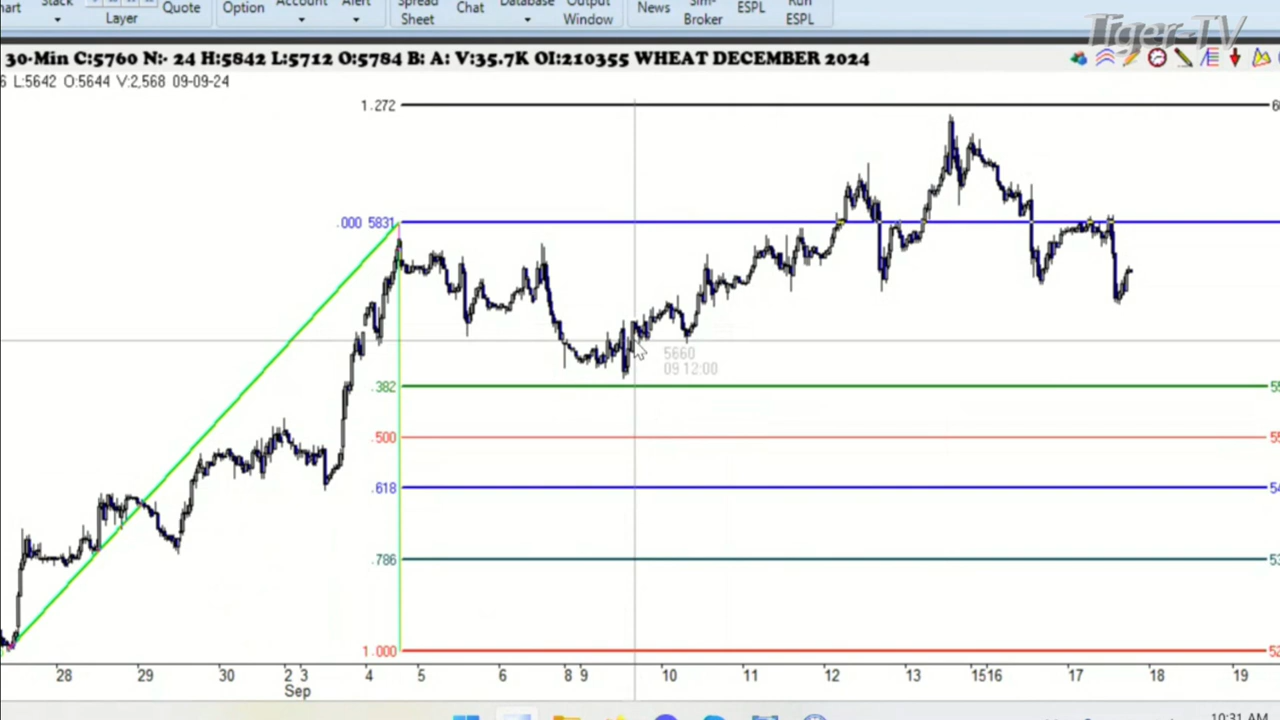 Stack
Layer
Quote
Option
Account
Alert
Spread
Sheet
Chat
Database
Output
Window
News
Sim-
Broker
ESPL
Run
ESPL
Tiger-TV
30-Min C:5760 N:- 24 H:5842 L:5712 O:5784 B: A: V:35.7K OI:210355 WHEAT DECEMBER 2024
6 L:5642 O:5644 V:2,568 09-09-24
1.272
.000 5831
5660
09 12:00
.382
.500
.618
.786
1.000
28 29 30 2 3 4 5 6 8 9 10 11 12 13 15 16 17 18 19
Sep
10:31 AM